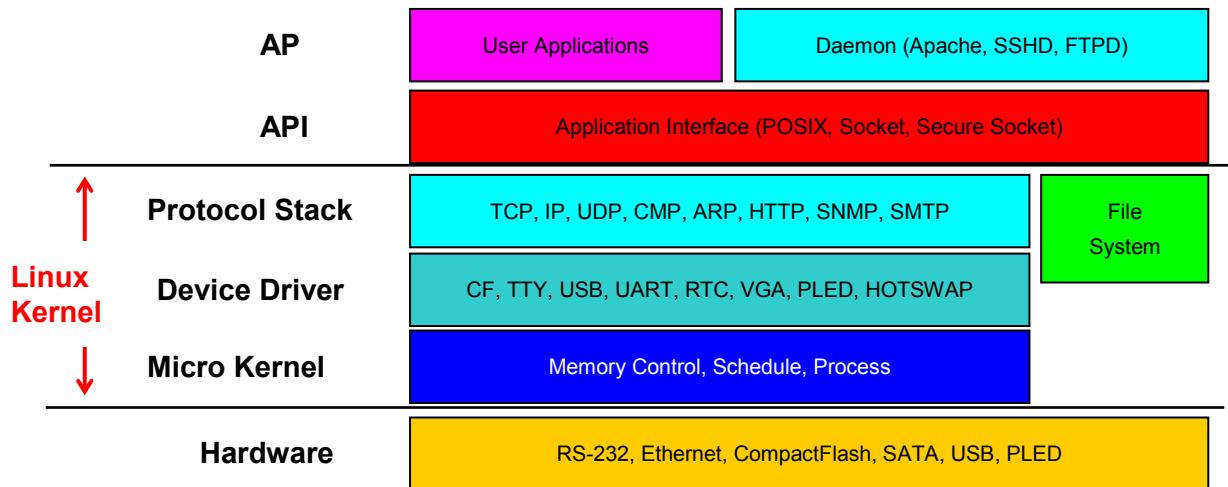 AP
User Applications
Daemon (Apache, SSHD, FTPD)
API
Application Interface (POSIX, Socket, Secure Socket)
Linux
Kernel
Protocol Stack
TCP, IP, UDP, CMP, ARP, HTTP, SNMP, SMTP
File
System
Device Driver
CF, TTY, USB, UART, RTC, VGA, PLED, HOTSWAP
Micro Kernel
Memory Control, Schedule, Process
Hardware
RS-232, Ethernet, CompactFlash, SATA, USB, PLED